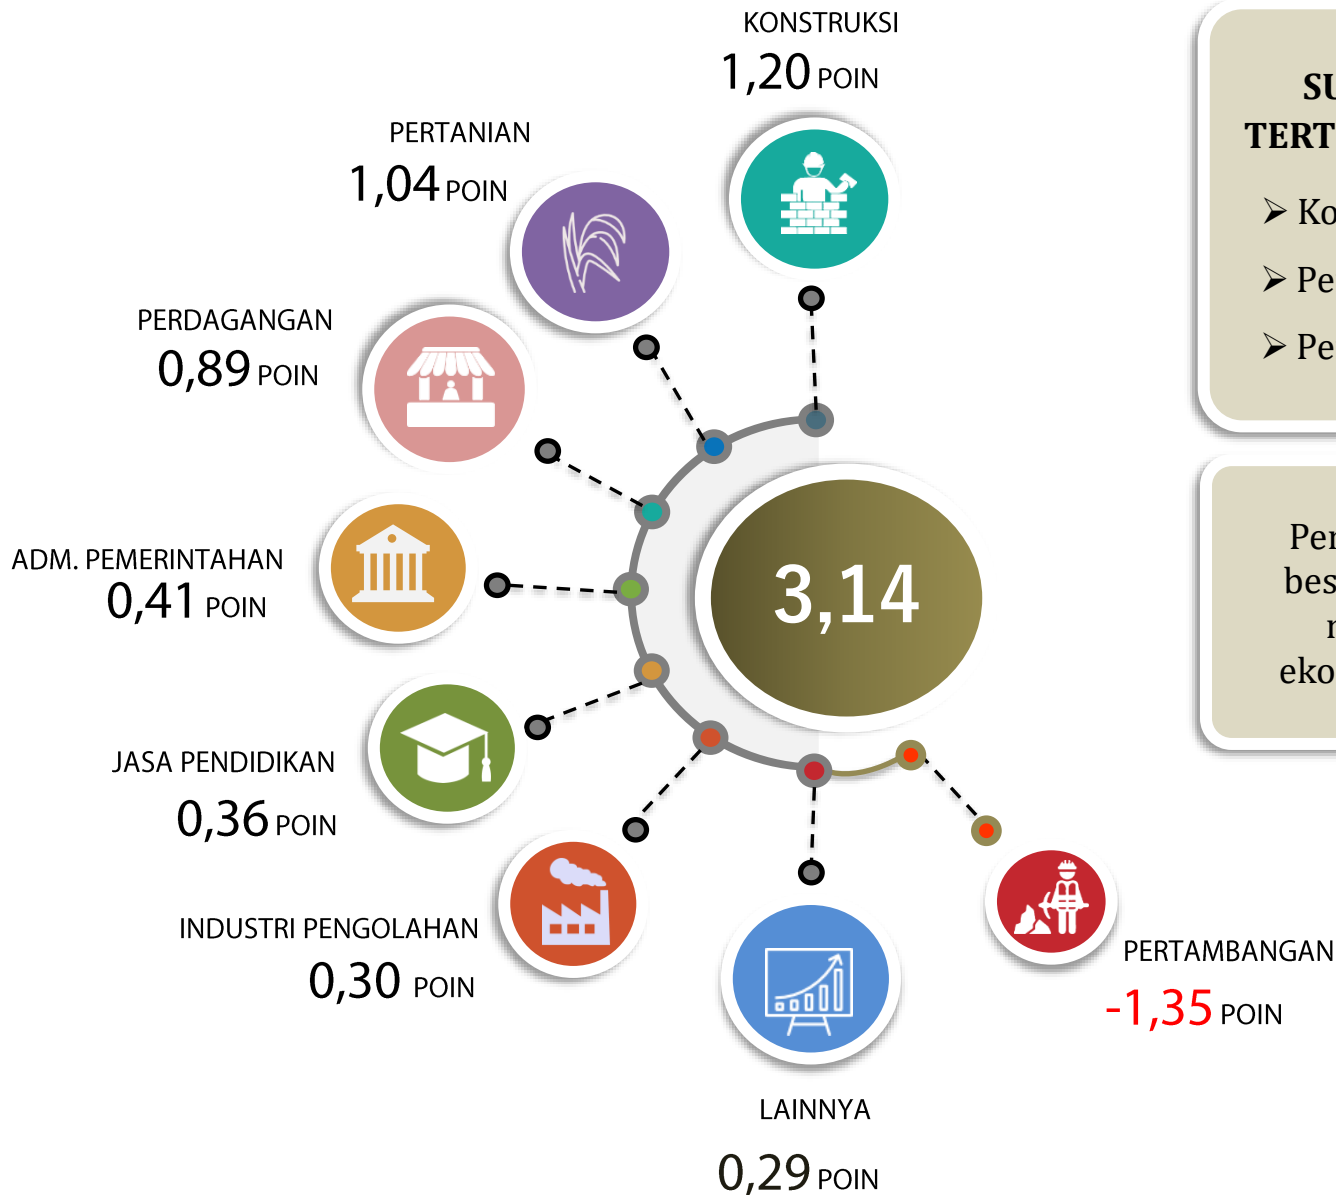 KONSTRUKSI
1,20 POIN
PERTANIAN
1,04 POIN
PERDAGANGAN
0,89 POIN
ADM. PEMERINTAHAN
0,41 POIN
JASA PENDIDIKAN
0,36 POIN
INDUSTRI PENGOLAHAN
0,30 POIN
LAINNYA
0,29 POIN
PERTAMBANGAN
-1,35 POIN
3,14